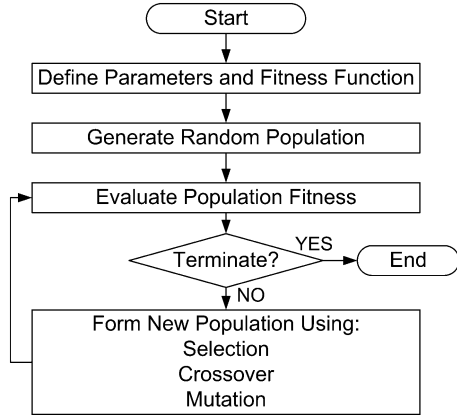 Start
Define Parameters and Fitness Function
Generate Random Population
Evaluate Population Fitness
Terminate?
YES
End
NO
Form New Population Using:
Selection
Crossover
Mutation